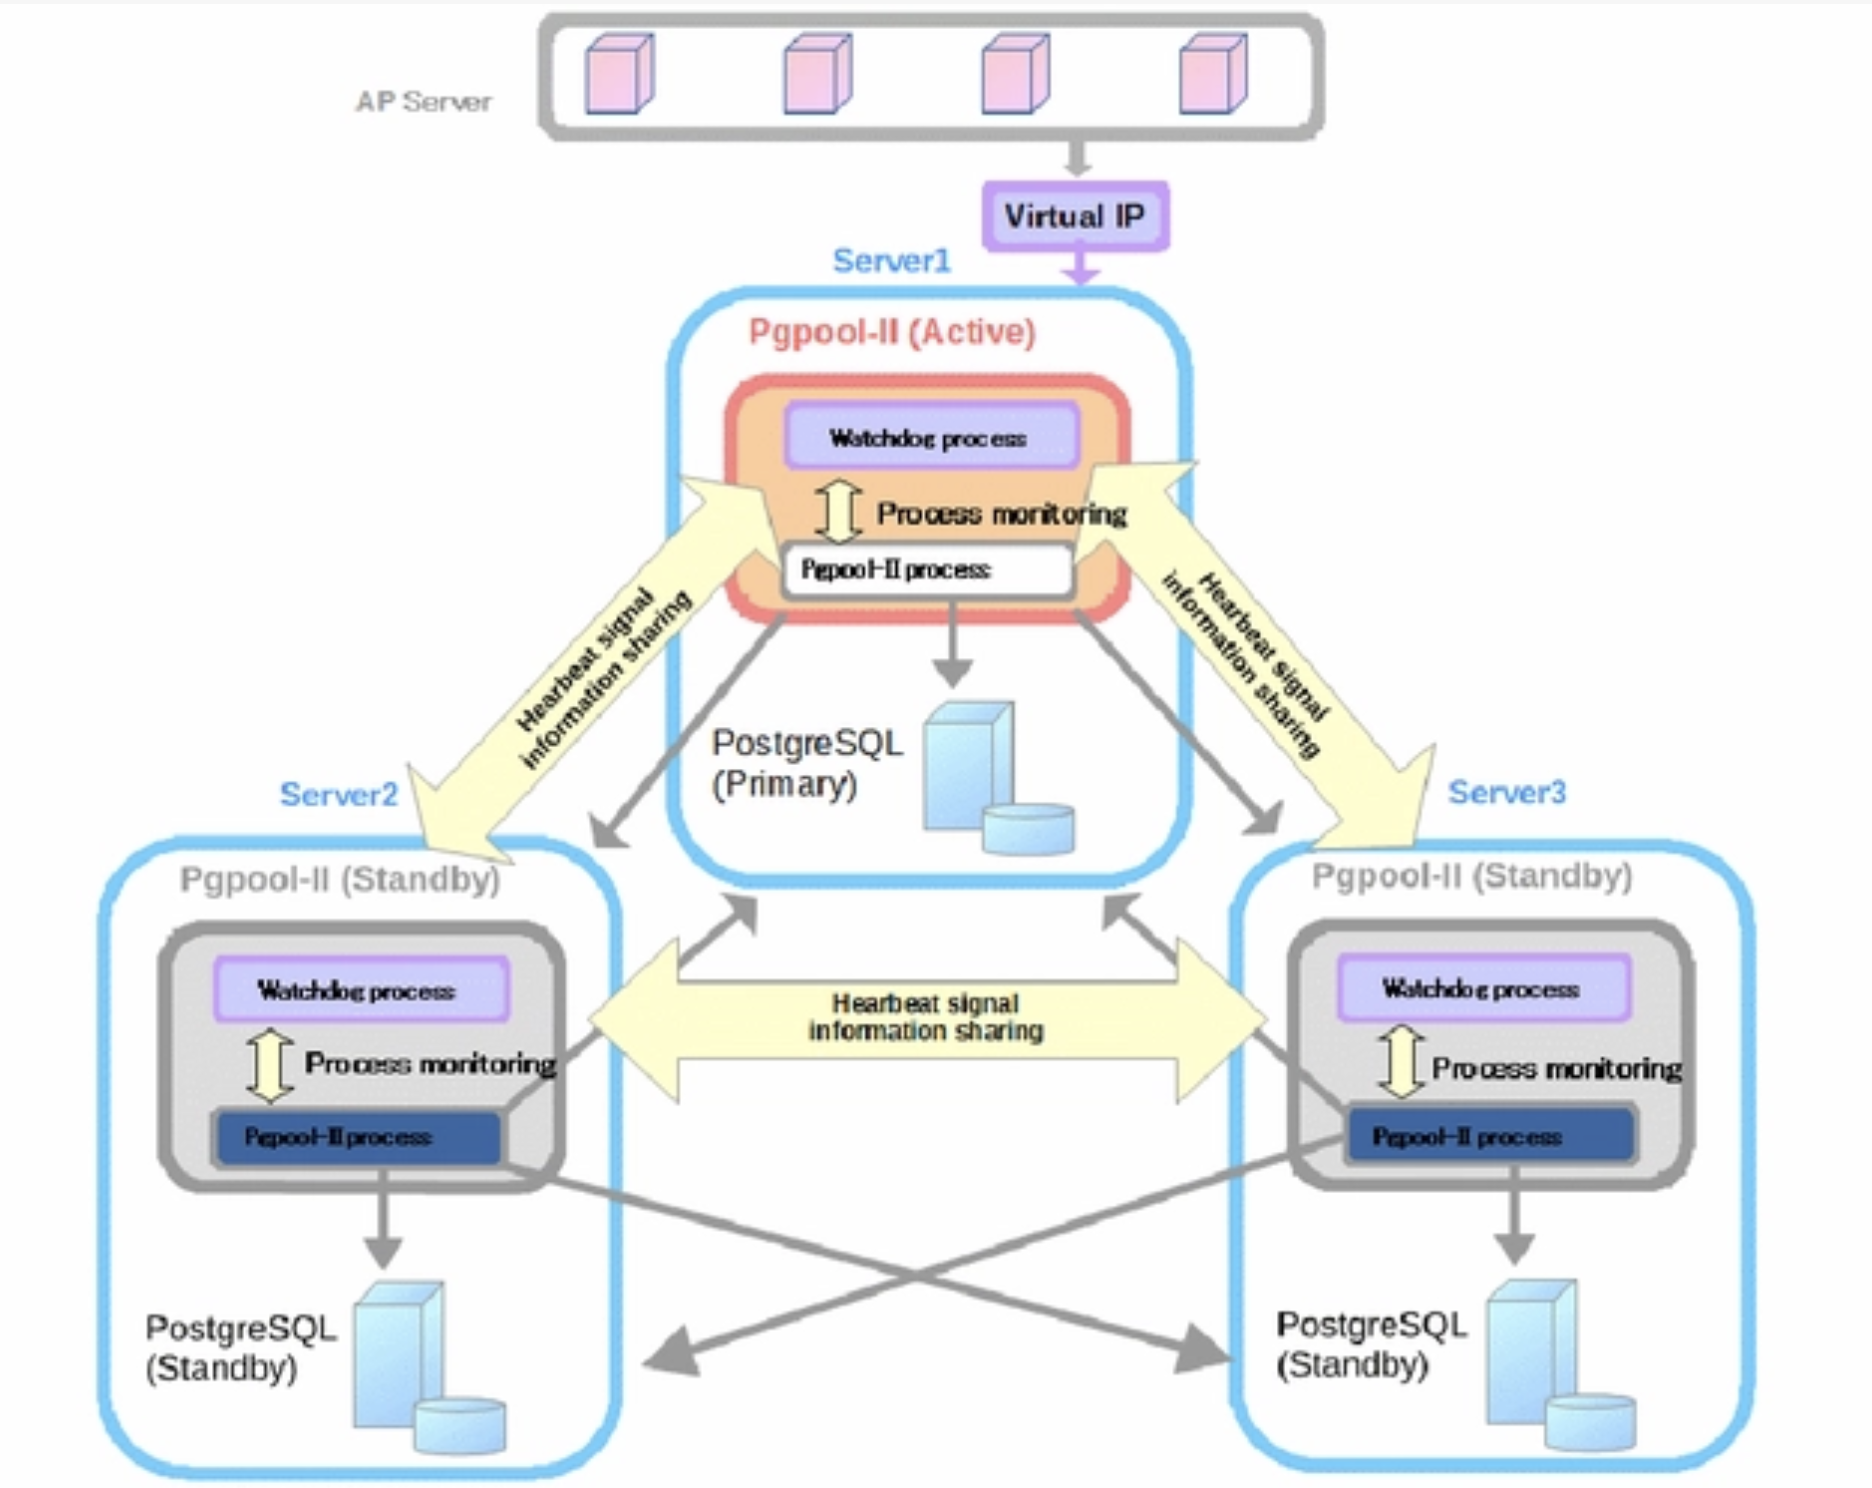 AP Server
Virtual IP
Server1
Pgpool-II (Active)
Watchdog process
Process monitoring
Pgpool-II process
Hearbeat signal
information sharing
Hearbeat signal
information sharing
PostgreSQL
(Primary)
Server2
Server3
Pgpool-II (Standby)
Watchdog process
Process monitoring
Pgpool-II process
PostgreSQL
(Standby)
Hearbeat signal
information sharing
Pgpool-II (Standby)
Watchdog process
Process monitoring
Pgpool-II process
PostgreSQL
(Standby)